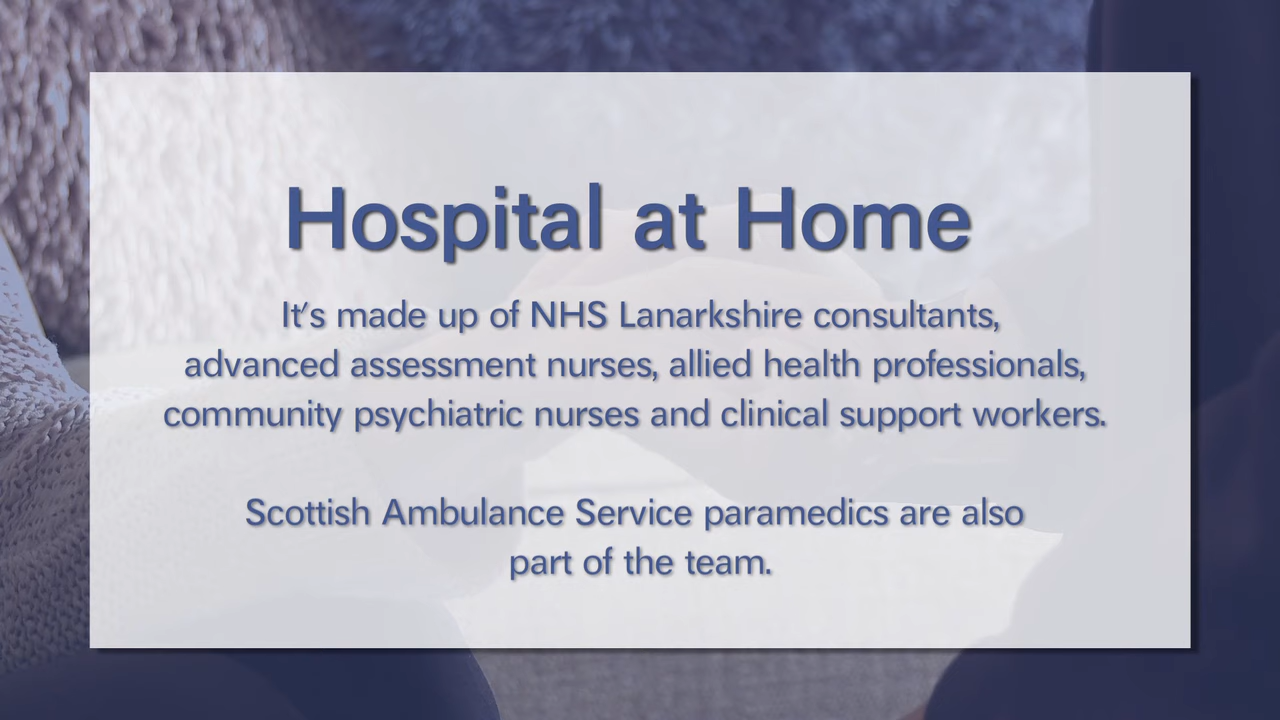 Hospital at Home
It's made up of NHS Lanarkshire consultants,
advanced assessment nurses, allied health professionals,
community psychiatric nurses and clinical support workers.
Scottish Ambulance Service paramedics are also
part of the team.